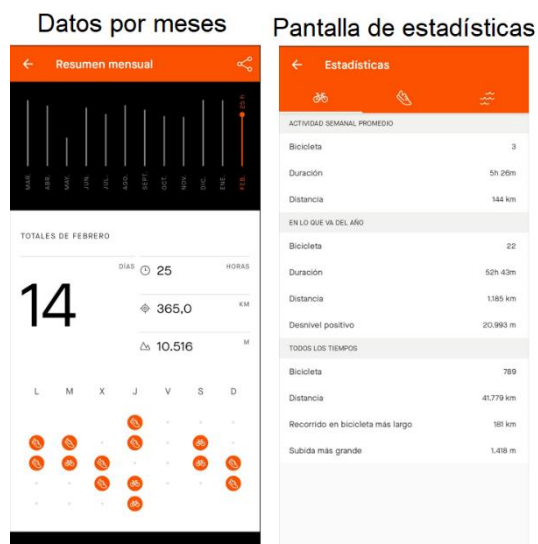 Datos por meses
Pantalla de estadísticas
Resumen mensual
MAR. ABR. MAY. JUN. JUL. AGO. SEPT. OCT. NOV. DIC. ENE. FEB.
25 h
TOTALES DE FEBRERO
14 DÍAS
25 HORAS
365,0 KM
10.516 M
L M X J V S D
Estadísticas
ACTIVIDAD SEMANAL PROMEDIO
Bicicleta 3
Duración 5h 26m
Distancia 144 km
EN LO QUE VA DEL AÑO
Bicicleta 22
Duración 52h 43m
Distancia 1.185 km
Desnivel positivo 20.993 m
TODOS LOS TIEMPOS
Bicicleta 789
Distancia 41.779 km
Recorrido en bicicleta más largo 181 km
Subida más grande 1.418 m